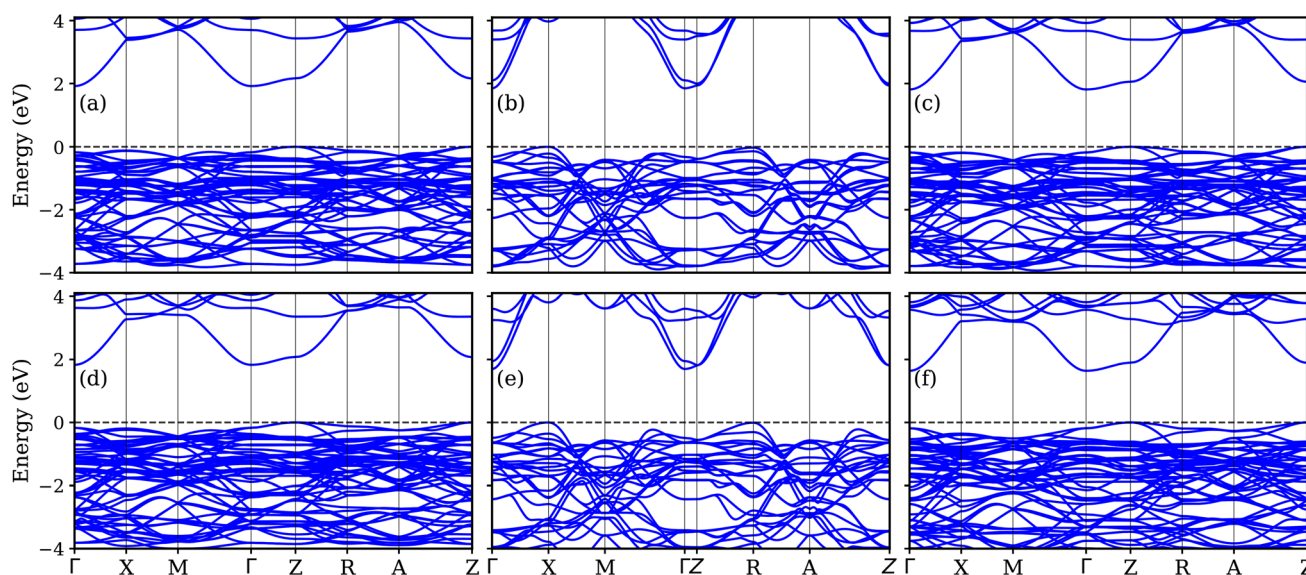 4
2
0
−2
−4
Energy (eV)
(a)
(b)
(c)
4
2
0
−2
−4
Energy (eV)
(d)
(e)
(f)
Γ X M Γ Z R A Z
Γ X M ΓZ R A Z
Γ X M Γ Z R A Z